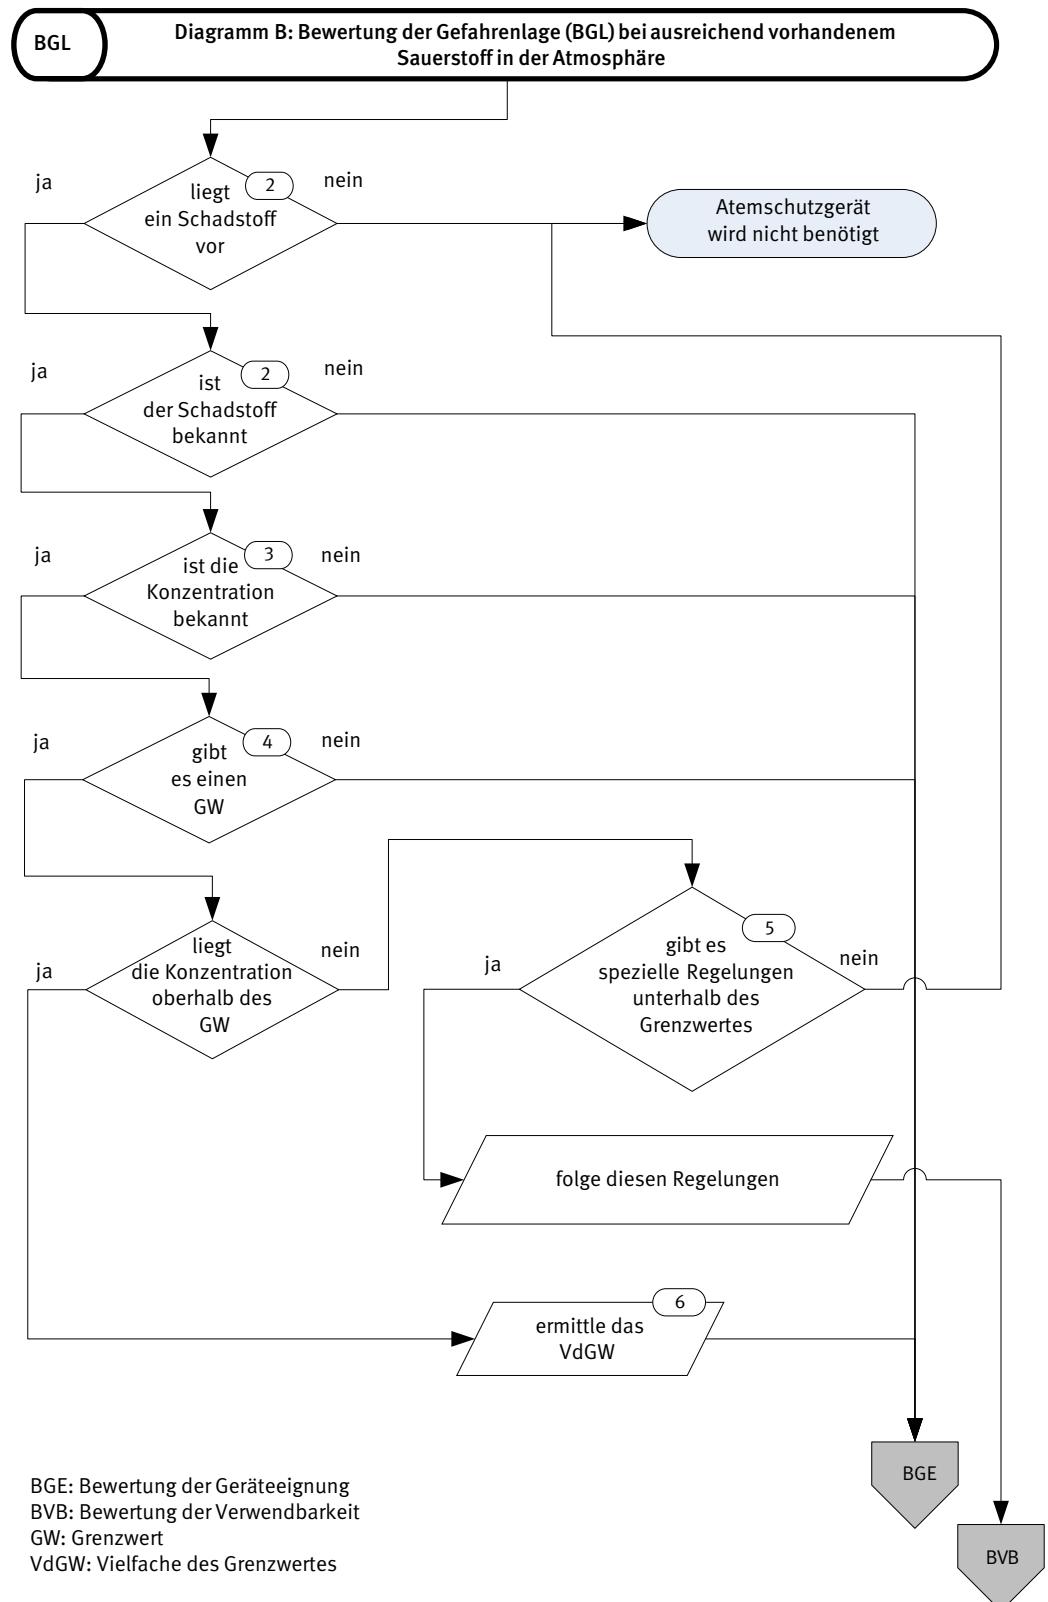 BGL
Diagramm B: Bewertung der Gefahrenlage (BGL) bei ausreichend vorhandenem
Sauerstoff in der Atmosphäre
ja
2
nein
liegt
ein Schadstoff
vor
Atemschutzgerät
wird nicht benötigt
ja
2
nein
ist
der Schadstoff
bekannt
ja
3
nein
ist die
Konzentration
bekannt
ja
4
nein
gibt
es einen
GW
ja
nein
liegt
die Konzentration
oberhalb des
GW
5
ja
nein
gibt es
spezielle Regelungen
unterhalb des
Grenzwertes
folge diesen Regelungen
6
ermittle das
VdGW
BGE
BVB
BGE: Bewertung der Geräteeignung
BVB: Bewertung der Verwendbarkeit
GW: Grenzwert
VdGW: Vielfache des Grenzwertes